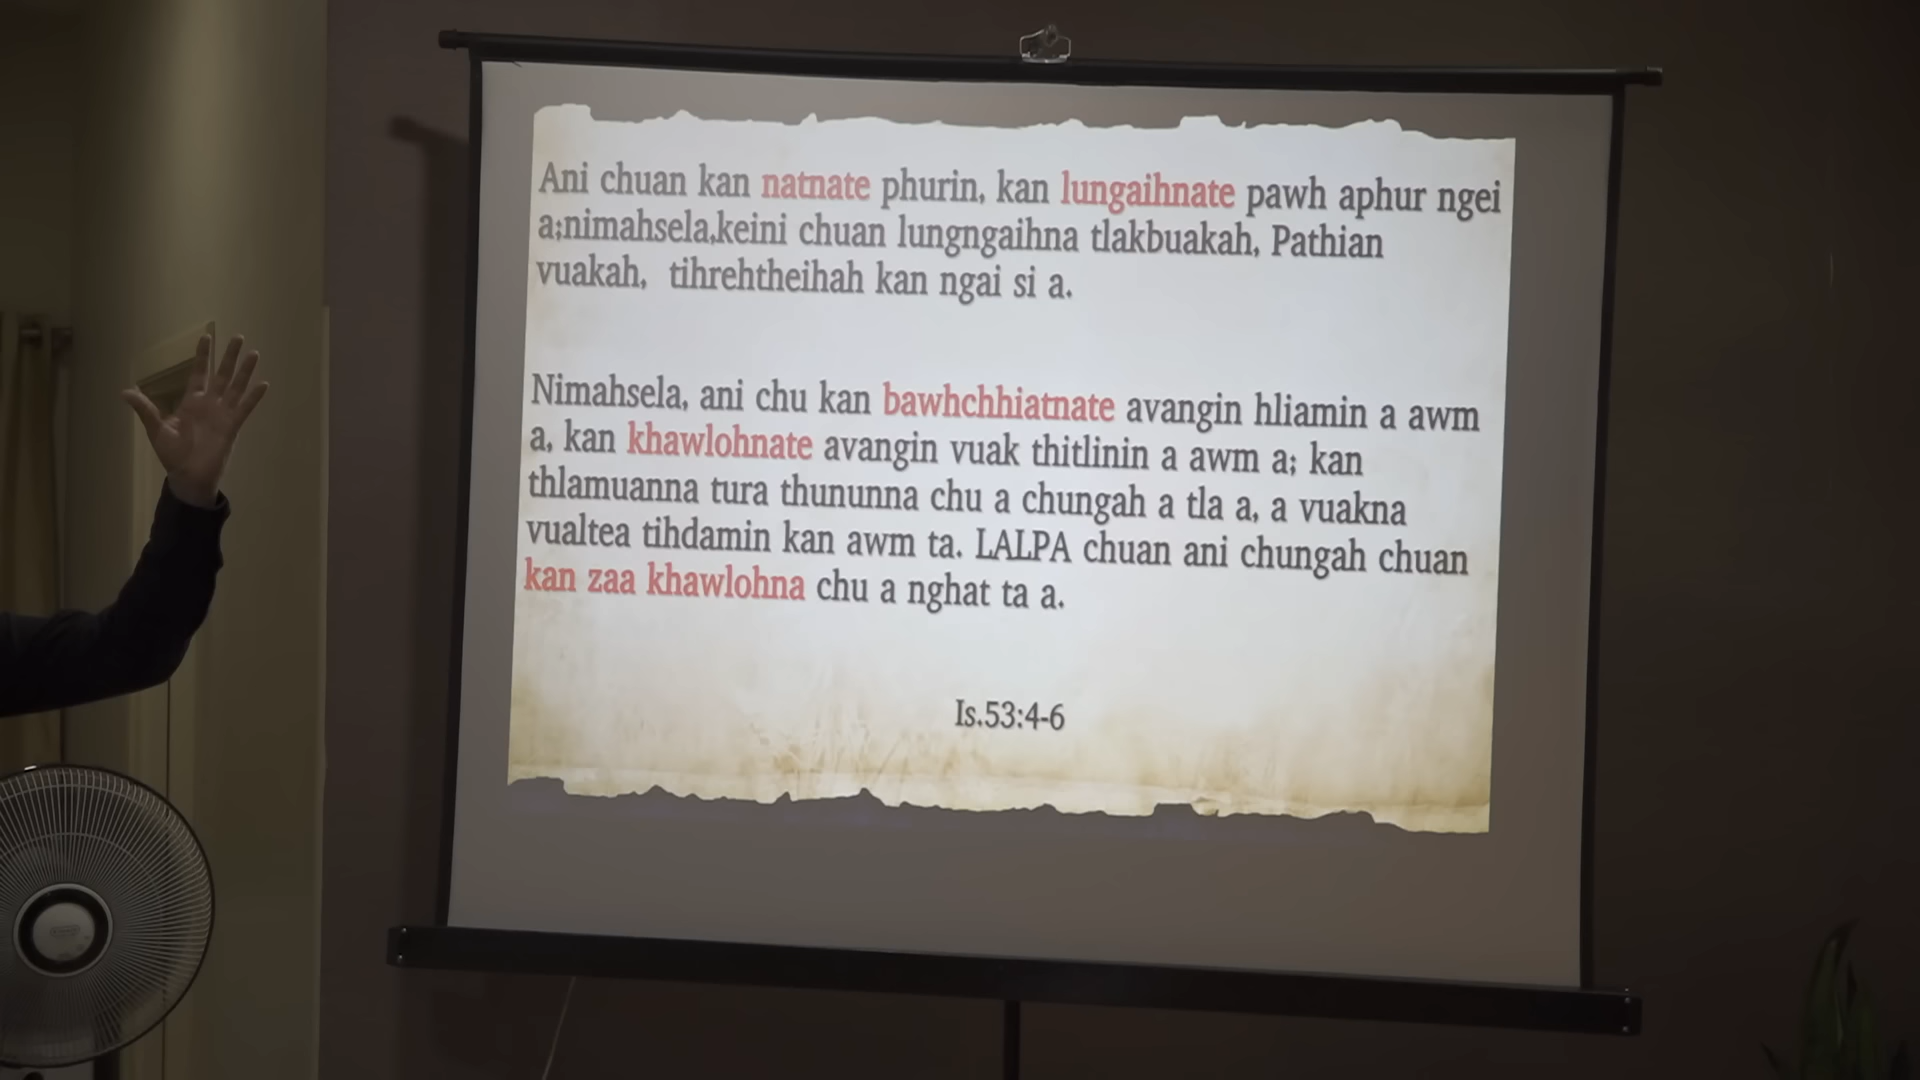 Ani chuan kan natnate phurin, kan lungaihnate pawh aphur ngei
a;nimahsela,keini chuan lungngaihna tlakbuakah, Pathian
vuakah, tihrehtheihah kan ngai si a.
Nimahsela, ani chu kan bawhchhiatnate avangin hliamin a awm
a, kan khawlohnate avangin vuak thitlinin a awm a; kan
thlamuanna tura thununna chu a chungah a tla a, a vuakna
vualtea tihdamin kan awm ta. LALPA chuan ani chungah chuan
kan zaa khawlohna chu a nghat ta a.
Is.53:4-6